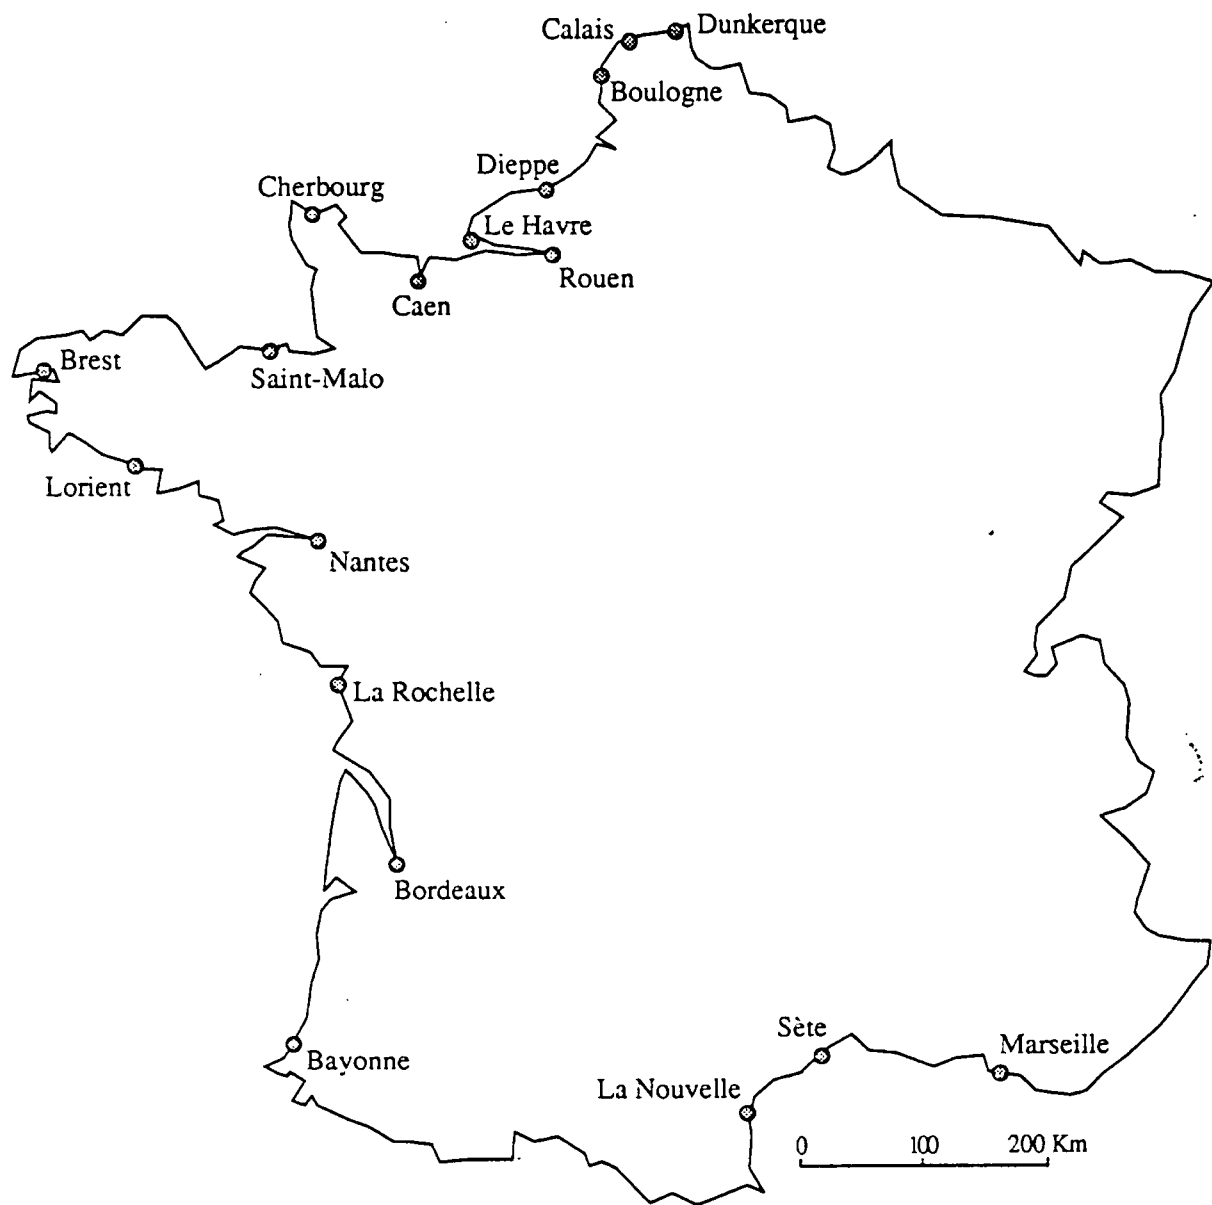 Calais
Dunkerque
Boulogne
Dieppe
Cherbourg
Le Havre
Rouen
Caen
Brest
Saint-Malo
Lorient
Nantes
La Rochelle
Bordeaux
Bayonne
Sète
Marseille
La Nouvelle
0 100 200 Km